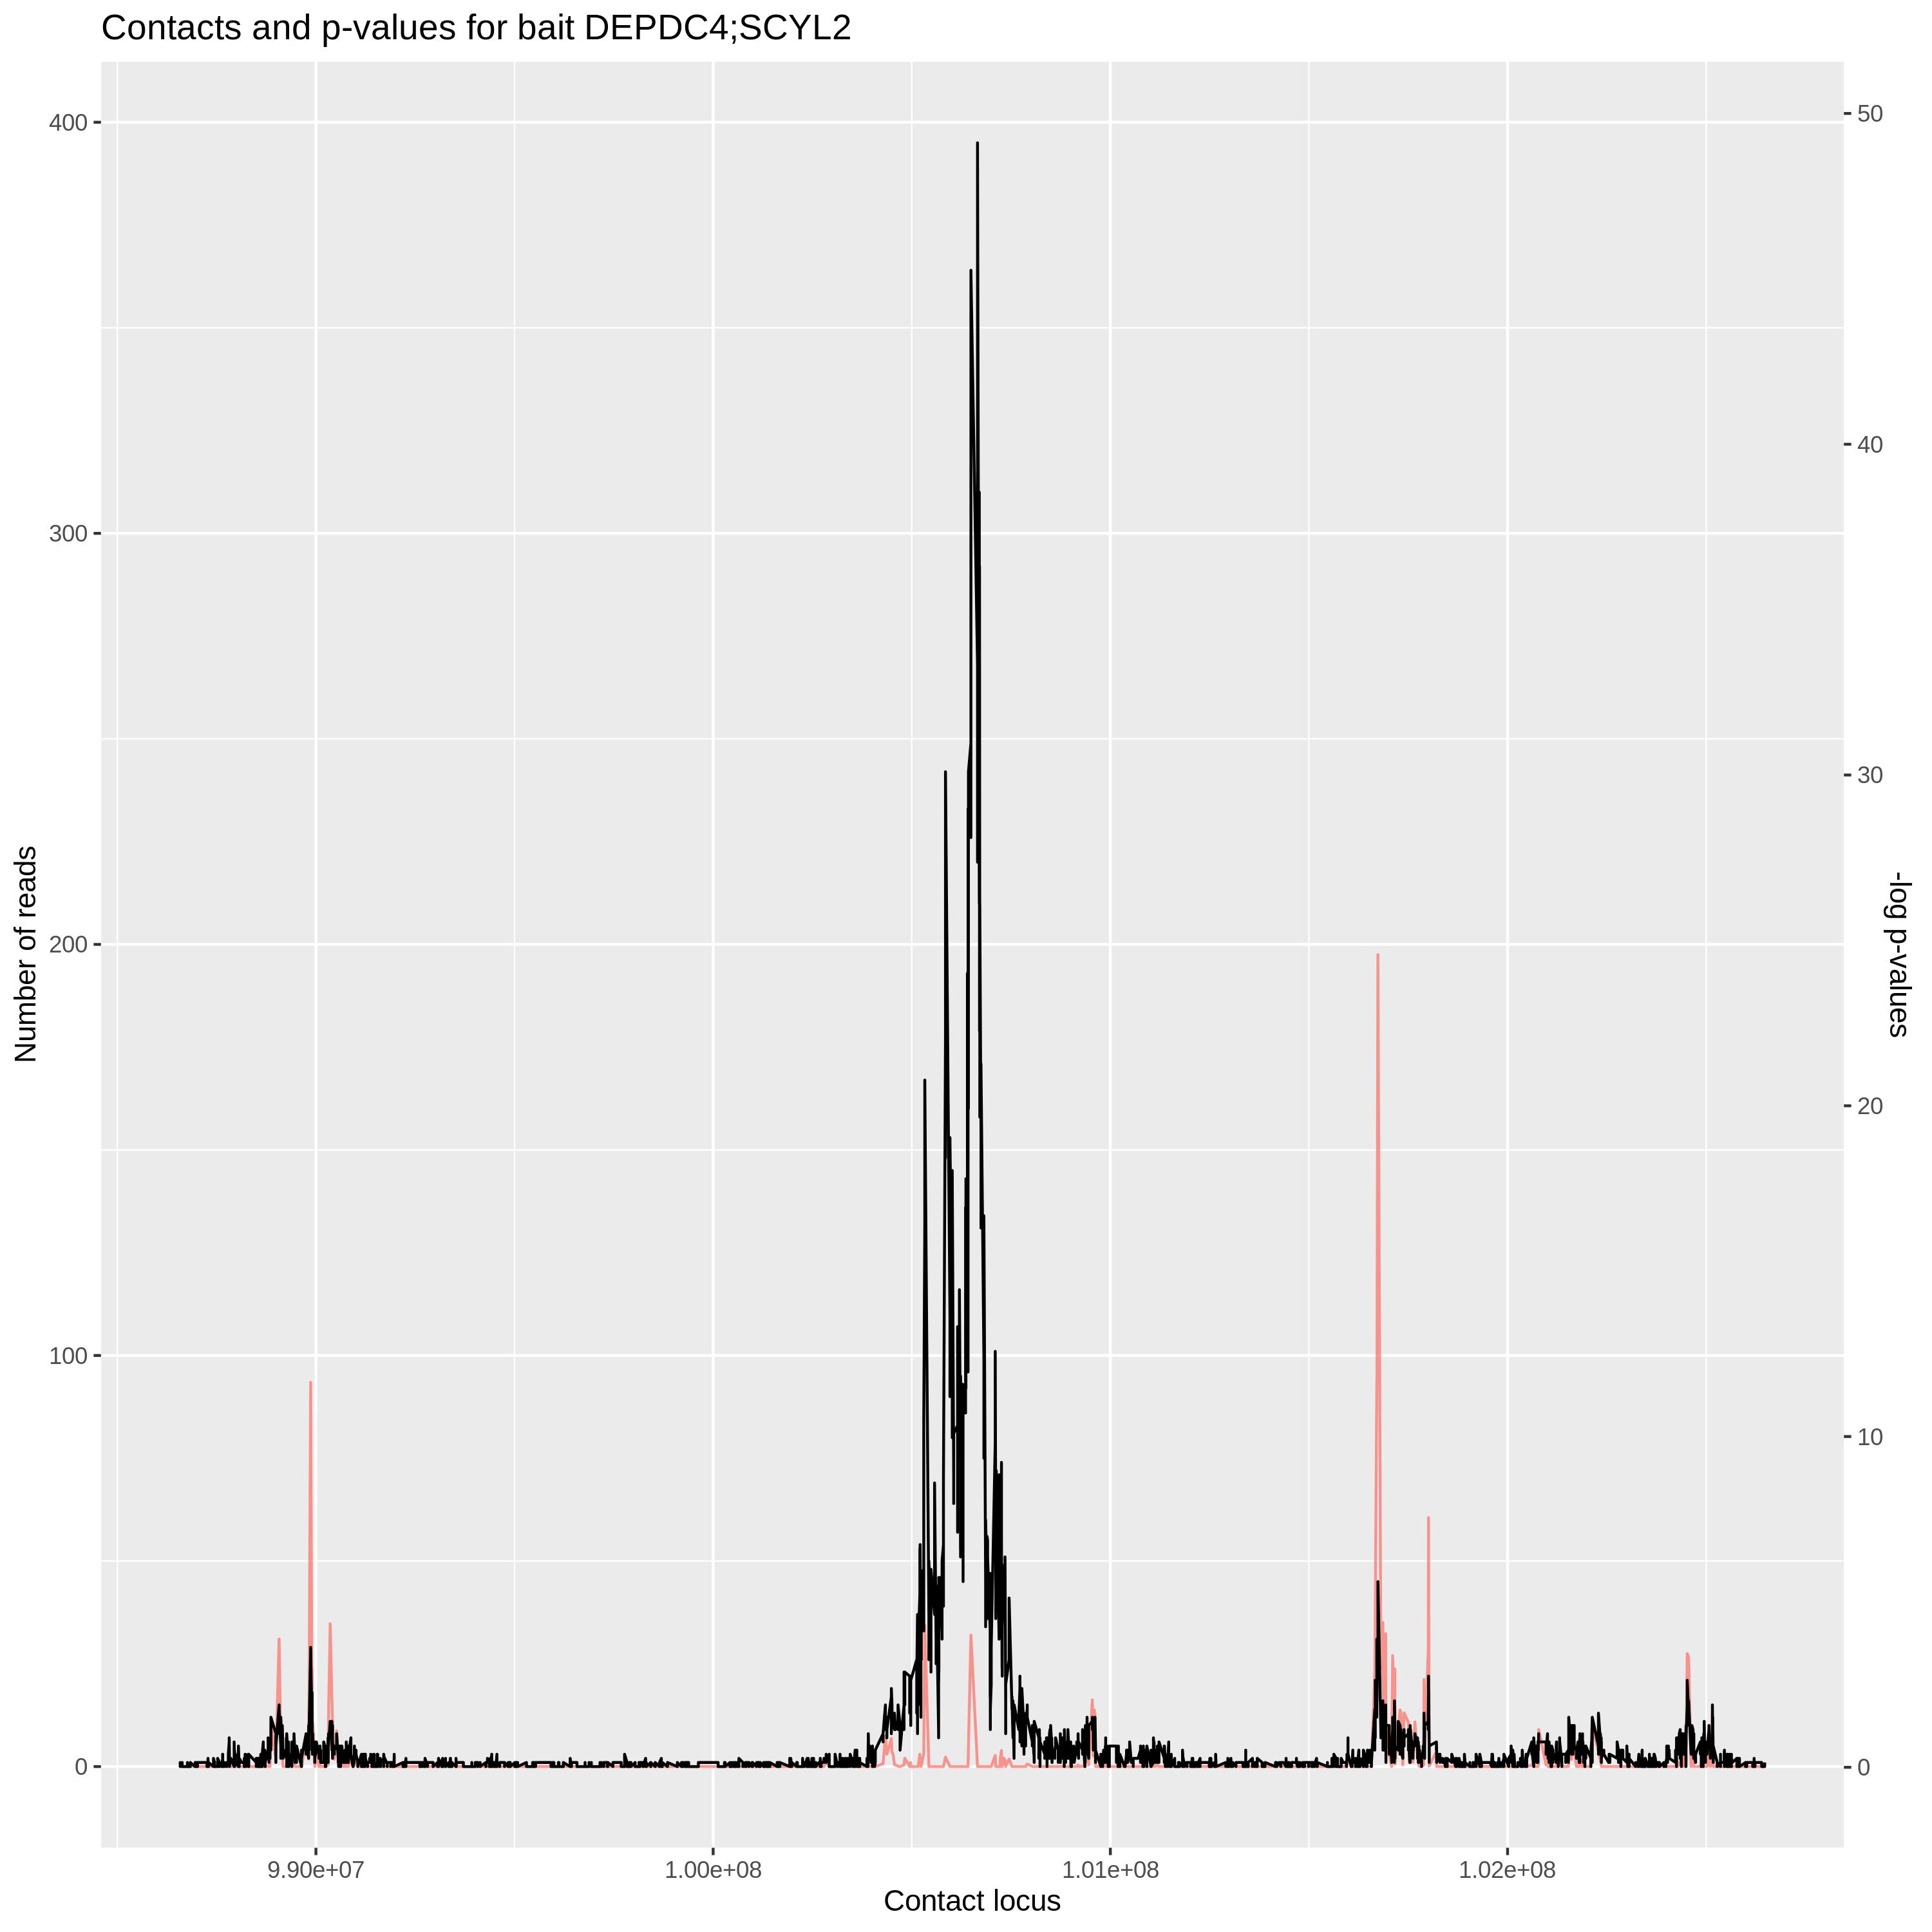 Contacts and p-values for bait DEPDC4;SCYL2
Number of reads
400
300
200
100
0
50
40
30
20
10
0
-log p-values
9.90e+07
1.00e+08
1.01e+08
1.02e+08
Contact locus